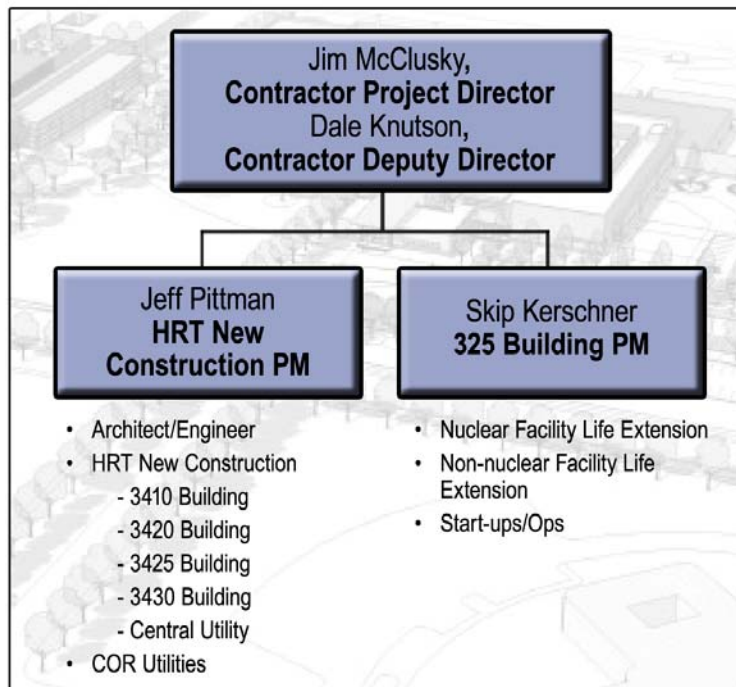 Jim McClusky,
Contractor Project Director
Dale Knutson,
Contractor Deputy Director
Jeff Pittman
HRT New
Construction PM
• Architect/Engineer
• HRT New Construction
- 3410 Building
- 3420 Building
- 3425 Building
- 3430 Building
- Central Utility
• COR Utilities
Skip Kerschner
325 Building PM
• Nuclear Facility Life Extension
• Non-nuclear Facility Life
Extension
• Start-ups/Ops